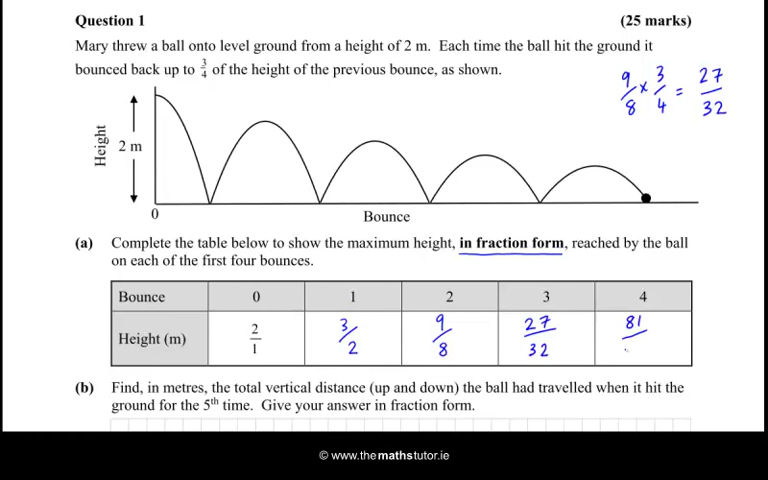 Question 1 (25 marks)
Mary threw a ball onto level ground from a height of 2 m. Each time the ball hit the ground it
bounced back up to 3/4 of the height of the previous bounce, as shown.
9/8 x 3/4 = 27/32
Height
2 m
0
Bounce
(a) Complete the table below to show the maximum height, in fraction form, reached by the ball
on each of the first four bounces.
Bounce 0 1 2 3 4
Height (m) 2/1 3/2 9/8 27/32 81/
(b) Find, in metres, the total vertical distance (up and down) the ball had travelled when it hit the
ground for the 5th time. Give your answer in fraction form.
© www.themathstutor.ie